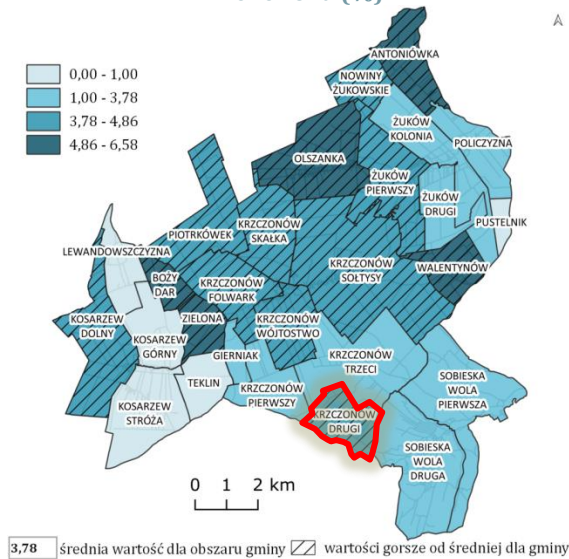 ANTONIÓWKA
NOWINY
ŻUKOWSKIE
0,00 - 1,00
1,00 - 3,78
3,78 - 4,86
4,86 - 6,58
ŻUKÓW
KOLONIA
POLICZYZNA
OLSZANKA
ŻUKÓW
PIERWSZY
ŻUKÓW
DRUGI
PUSTELNIK
PIOTRKÓWEK
KRZCZONÓW
SKAŁKA
LEWANDOWSZCZYZNA
BOŻY
DAR
KRZCZONÓW
FOLWARK
KRZCZONÓW
SOŁTYSY
WALENTYNÓW
KOSARZEW
DOLNY
ZIELONA
KRZCZONÓW
WÓJTOSTWO
KOSARZEW
GÓRNY
GIERNIAK
KRZCZONÓW
TRZECI
TEKLIN
KRZCZONÓW
PIERWSZY
SOBIESKA
WOLA
PIERWSZA
KOSARZEW
STRÓŻA
KRZCZONÓW
DRUGI
SOBIESKA
WOLA
DRUGA
0 1 2 km
3,78 średnia wartość dla obszaru gminy wartości gorsze od średniej dla gminy